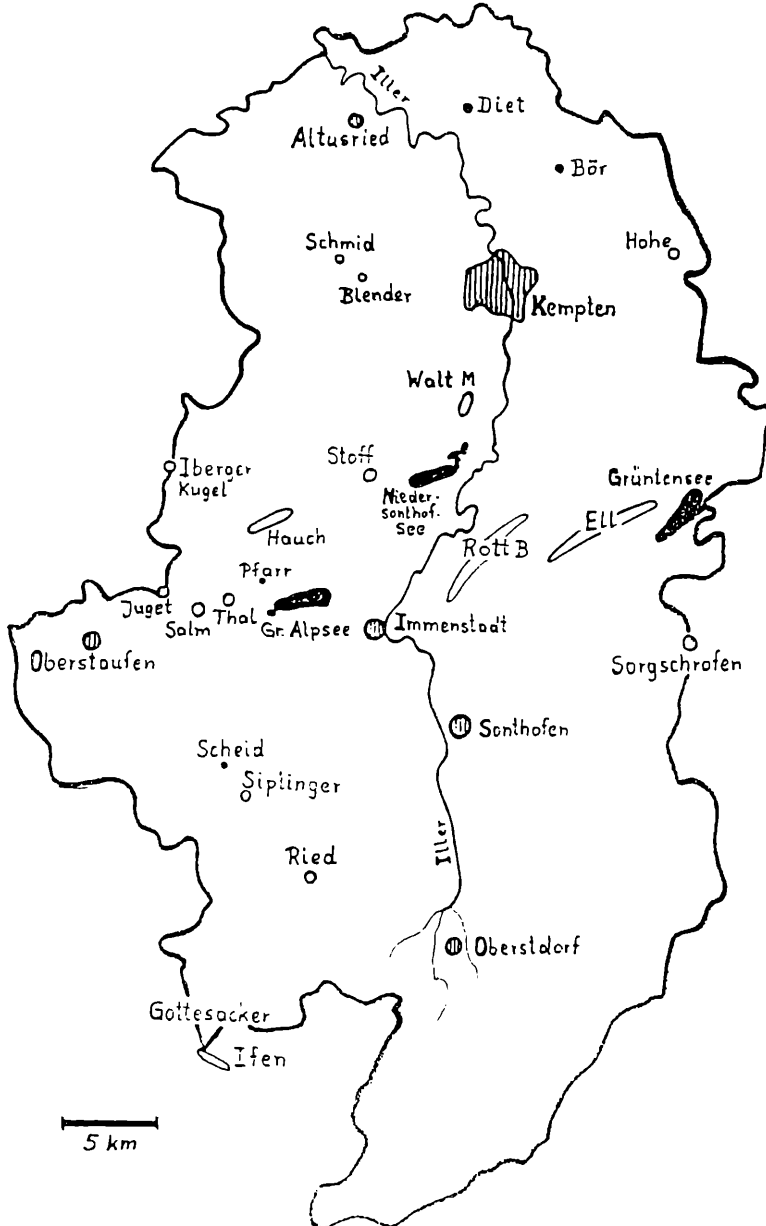 Iller
Diet
Altusried
Bör
Schmid
Hohe
Blender
Kempten
Walt M
Stoff
Iberger
Kugel
Nieder-
sonthof.
See
Grüntensee
Ell
Hauch
Rott B
Pfarr
Juget
Salm
Thal
Gr. Alpsee
Immenstadt
Oberstaufen
Sorgschrofen
Sonthofen
Scheid
Siplinger
Iller
Ried
Oberstdorf
Gottesacker
Ifen
5 km